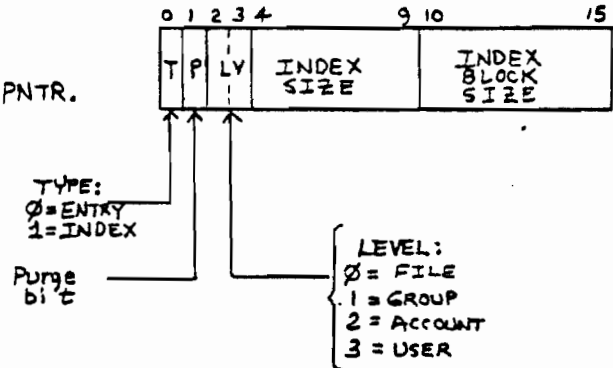 0 1 2 3 4 9 10 15
PNTR.
T P LV INDEX SIZE INDEX BLOCK SIZE
TYPE:
Ø=ENTRY
1=INDEX
Purge
bit
LEVEL:
Ø = FILE
1 = GROUP
2 = ACCOUNT
3 = USER